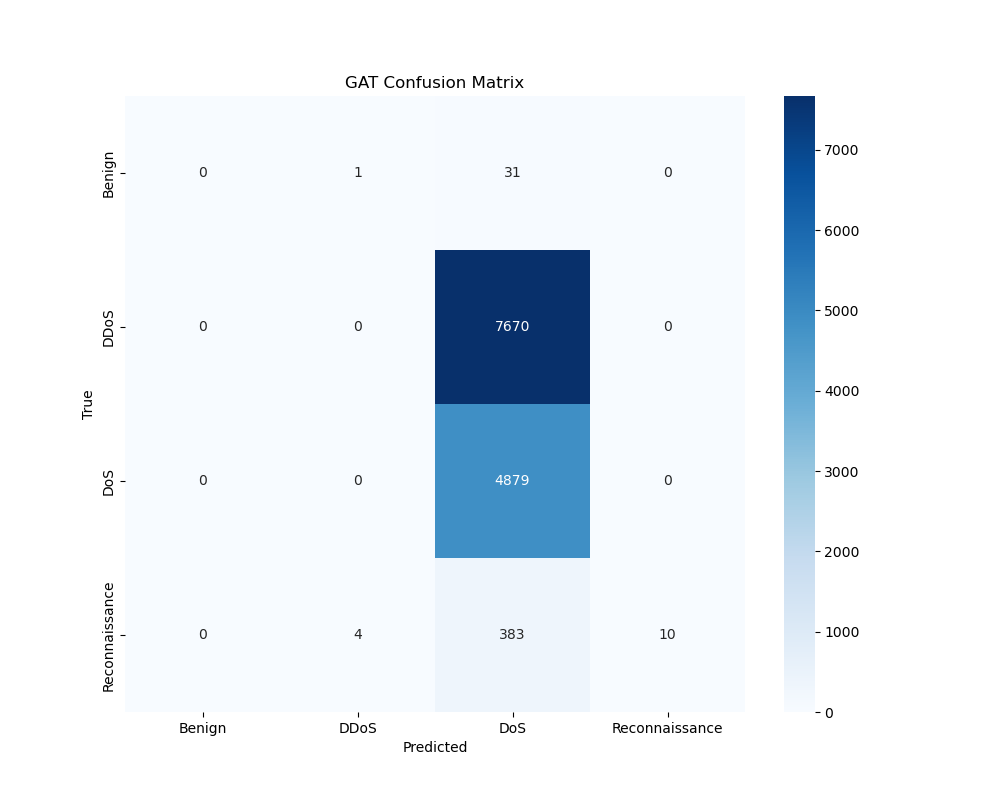 GAT Confusion Matrix
True
Benign
0
1
31
0
DDoS
0
0
7670
0
DoS
0
0
4879
0
Reconnaissance
0
4
383
10
Benign
DDoS
DoS
Reconnaissance
Predicted
7000
6000
5000
4000
3000
2000
1000
0